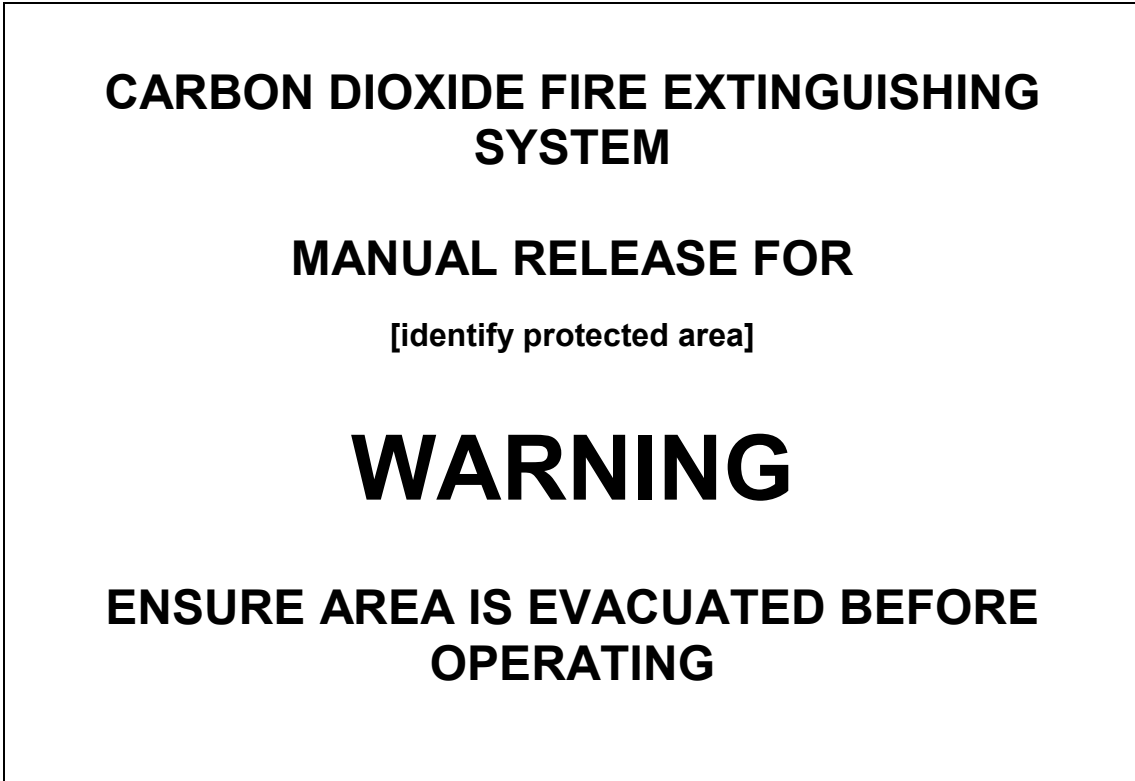 CARBON DIOXIDE FIRE EXTINGUISHING
SYSTEM
MANUAL RELEASE FOR
[identify protected area]
WARNING
ENSURE AREA IS EVACUATED BEFORE
OPERATING